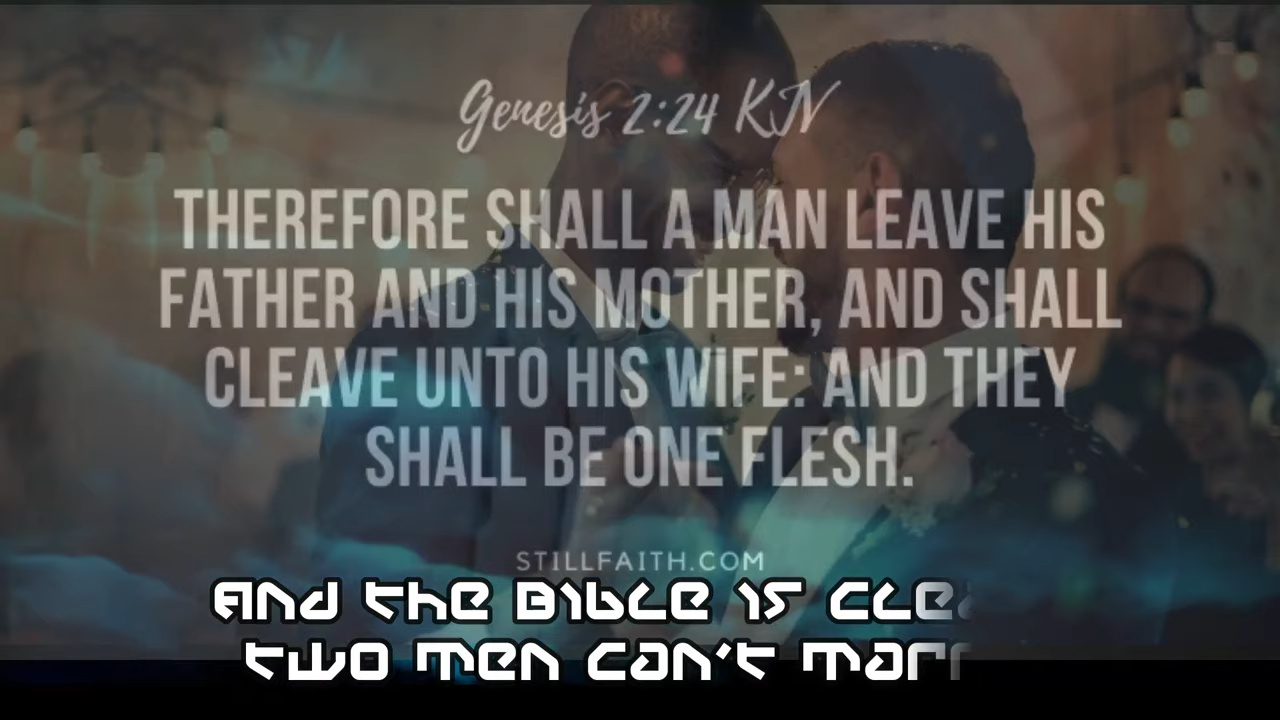 Genesis 2:24 KJV
THEREFORE SHALL A MAN LEAVE HIS
FATHER AND HIS MOTHER, AND SHALL
CLEAVE UNTO HIS WIFE: AND THEY
SHALL BE ONE FLESH.
STILLFAITH.COM
And the Bible is
two men can't